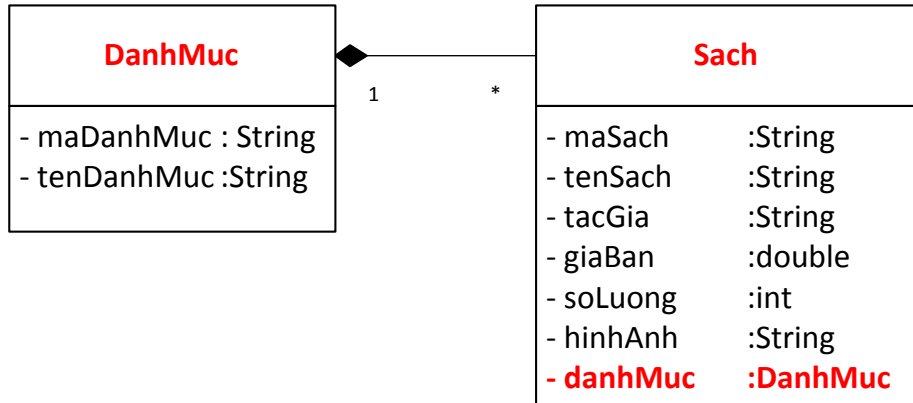 DanhMuc
- maDanhMuc : String
- tenDanhMuc :String
1
*
Sach
- maSach :String
- tenSach :String
- tacGia :String
- giaBan :double
- soLuong :int
- hinhAnh :String
- danhMuc :DanhMuc